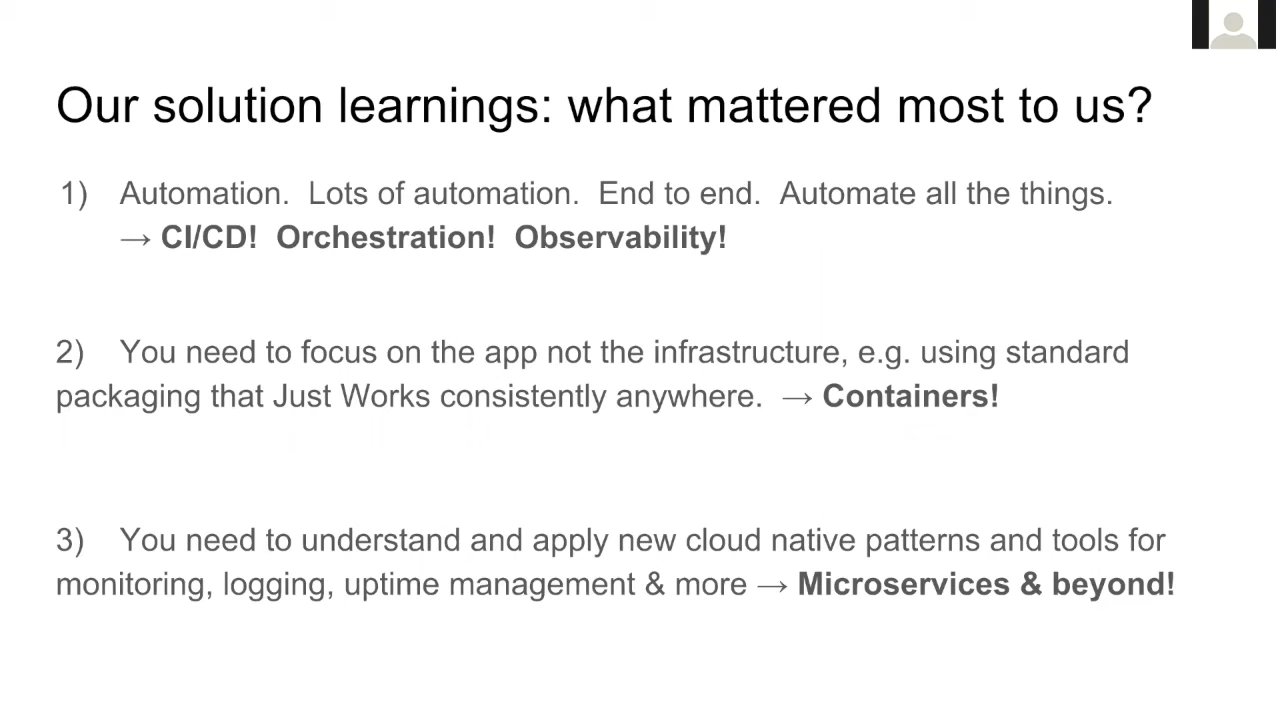 Our solution learnings: what mattered most to us?
1) Automation. Lots of automation. End to end. Automate all the things.
→ CI/CD! Orchestration! Observability!
2) You need to focus on the app not the infrastructure, e.g. using standard
packaging that Just Works consistently anywhere. → Containers!
3) You need to understand and apply new cloud native patterns and tools for
monitoring, logging, uptime management & more → Microservices & beyond!